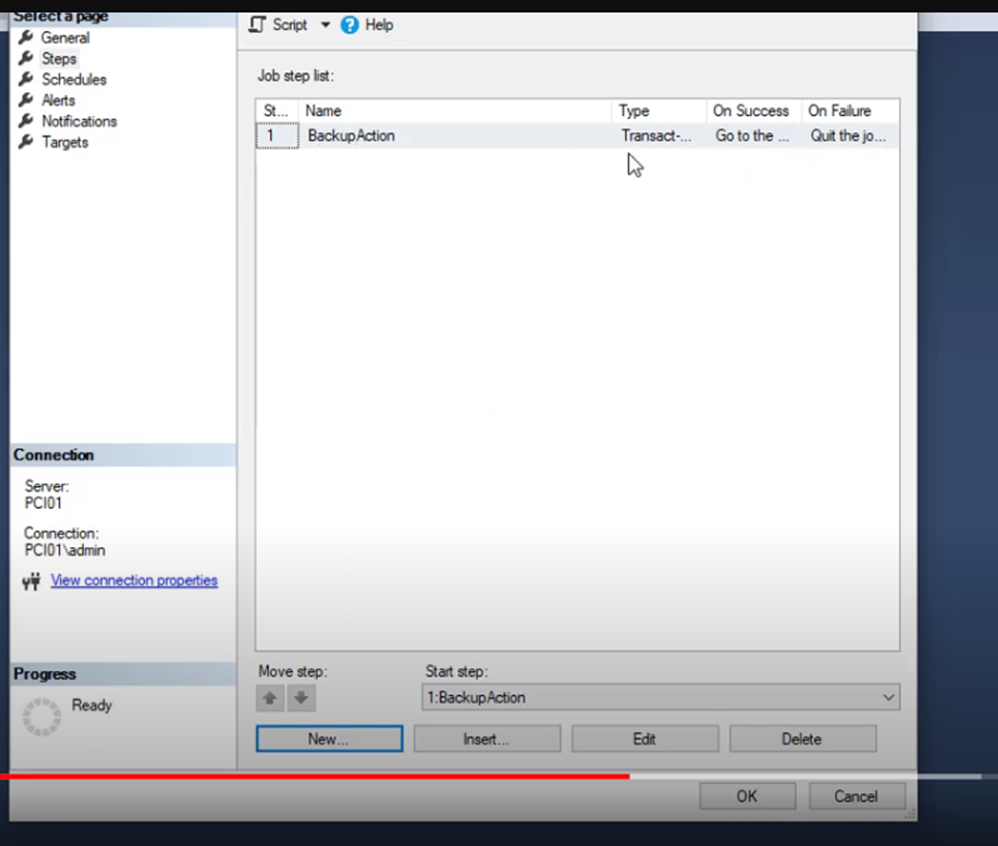 Select a page
General
Steps
Schedules
Alerts
Notifications
Targets
Connection
Server:
PCI01
Connection:
PCI01\admin
View connection properties
Progress
Ready
Script
Help
Job step list:
St... Name Type On Success On Failure
1 BackupAction Transact-... Go to the ... Quit the jo...
Move step: Start step:
1:BackupAction
New... Insert... Edit Delete
OK Cancel